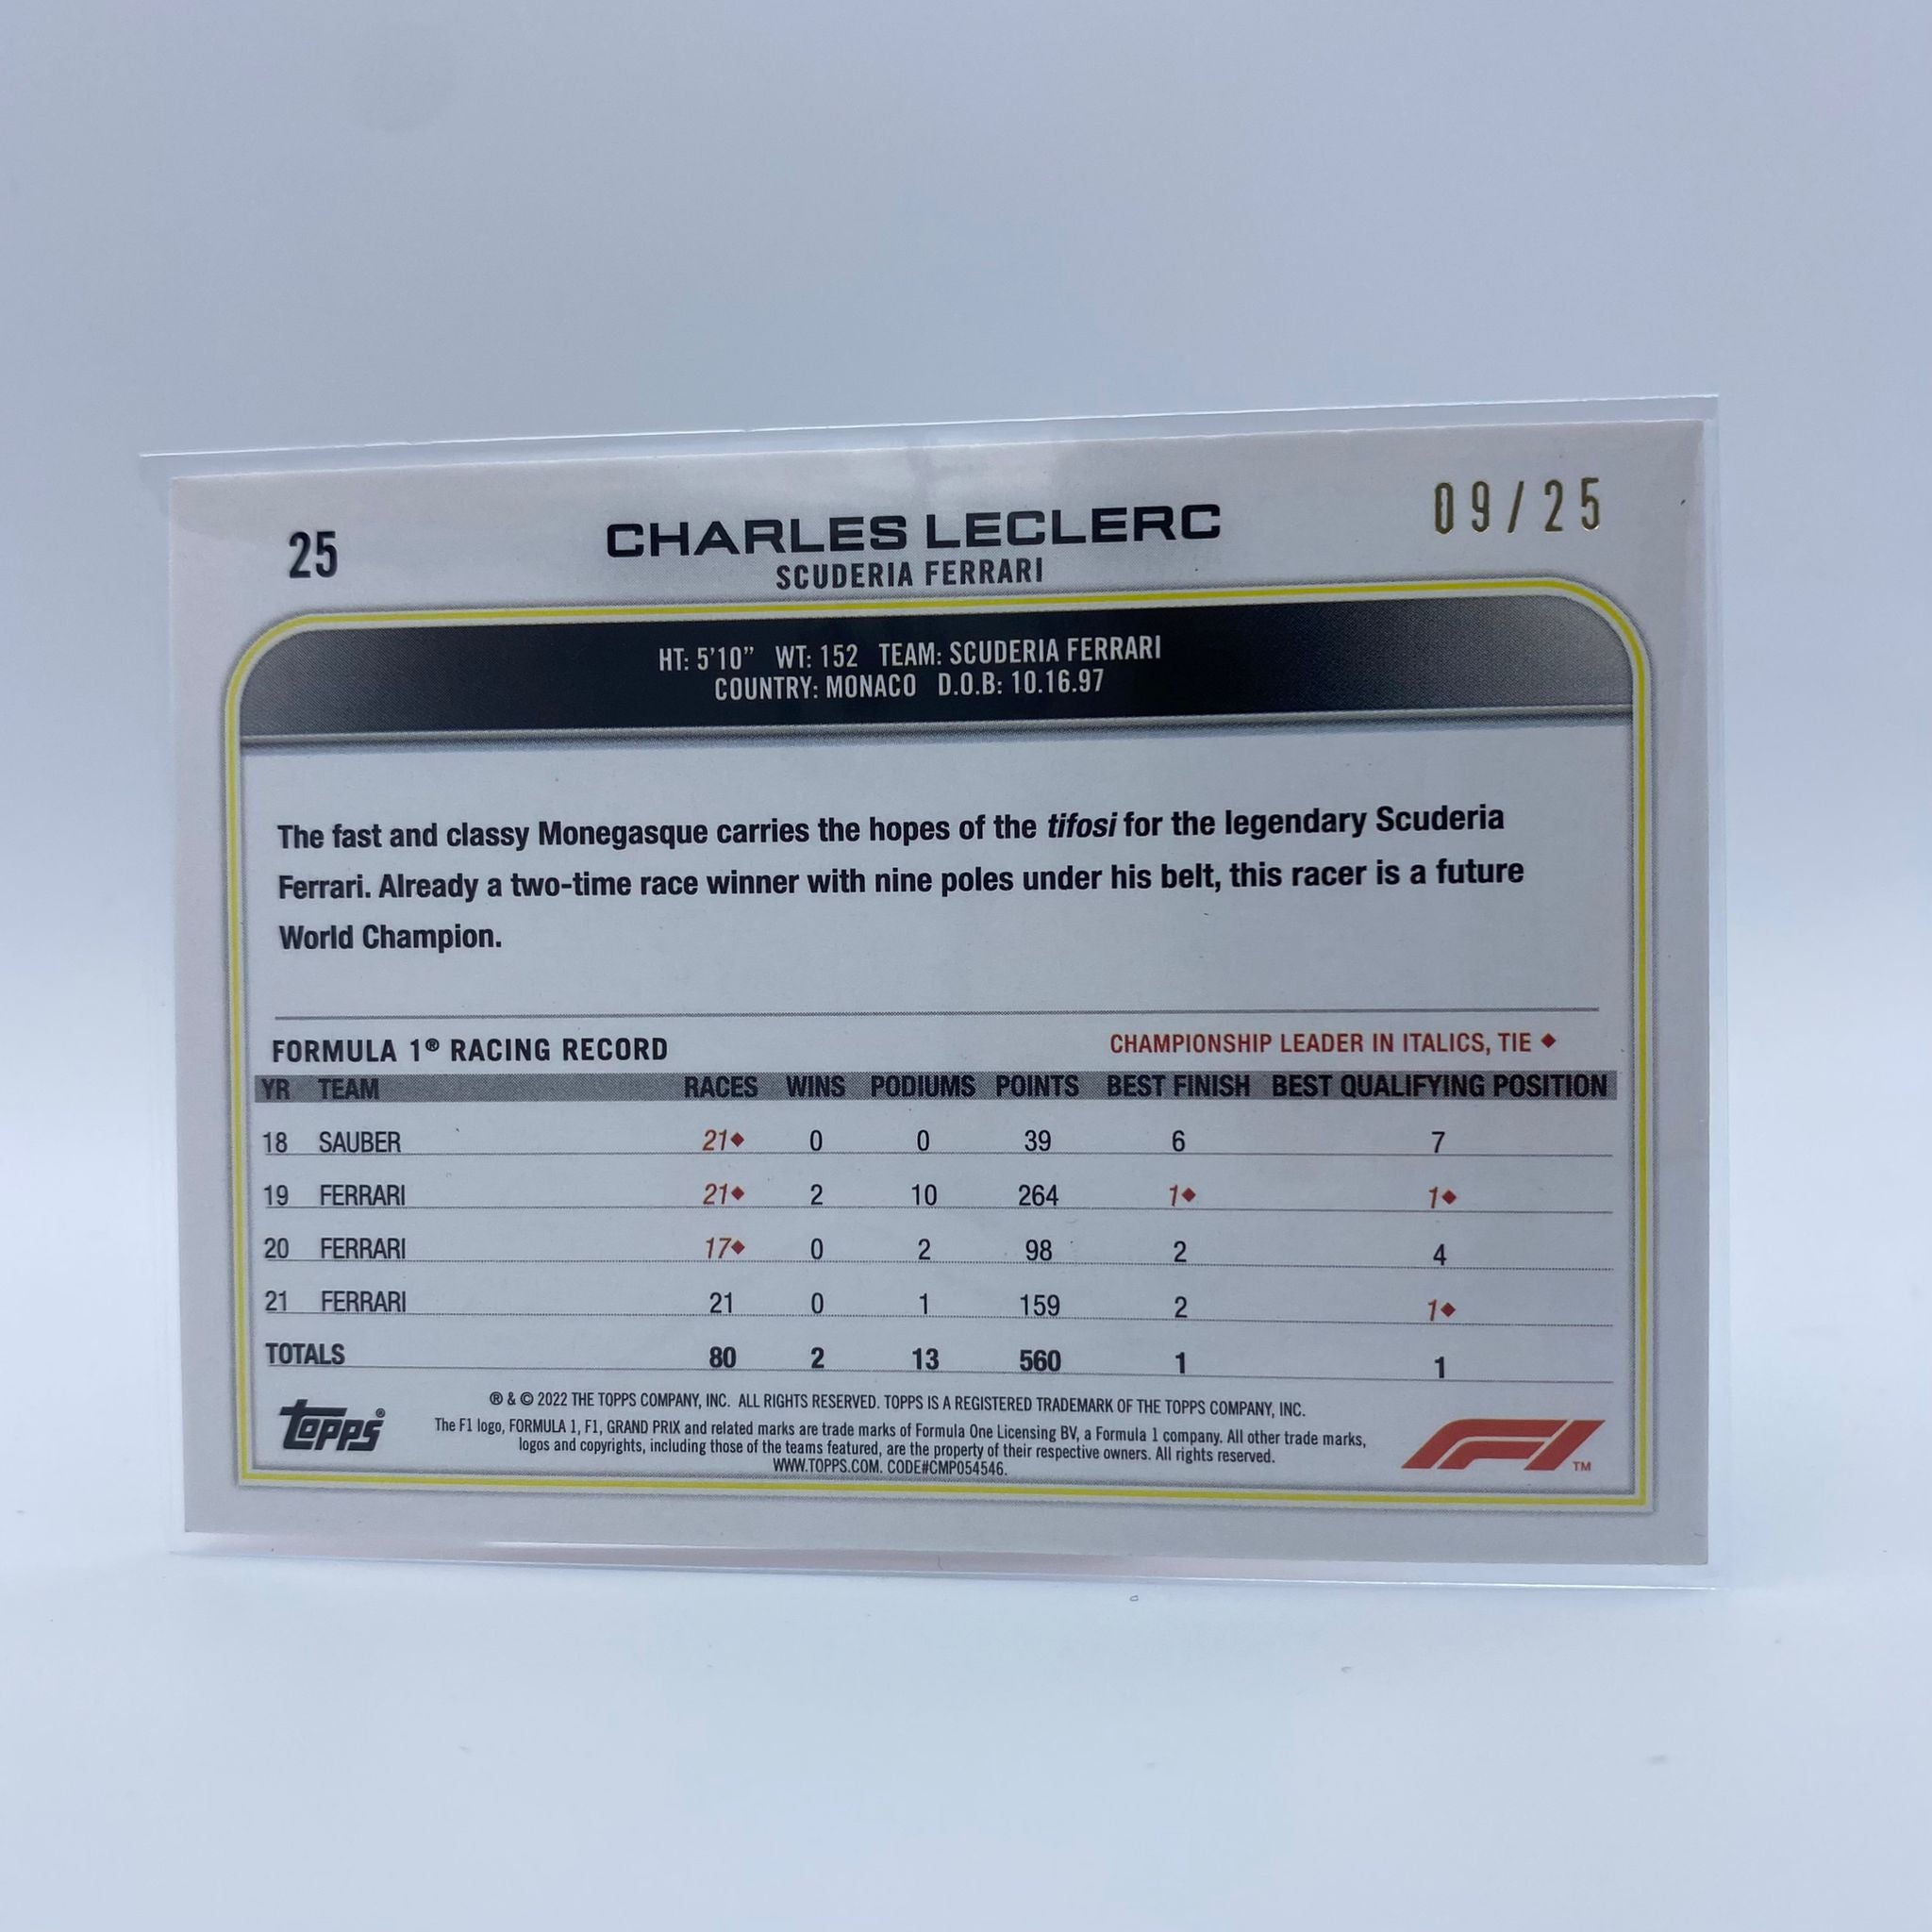 25
CHARLES LECLERC
09/25
SCUDERIA FERRARI
HT: 5'10" WT: 152 TEAM: SCUDERIA FERRARI
COUNTRY: MONACO D.O.B: 10.16.97
The fast and classy Monegasque carries the hopes of the tifosi for the legendary Scuderia
Ferrari. Already a two-time race winner with nine poles under his belt, this racer is a future
World Champion.
FORMULA 1® RACING RECORD
CHAMPIONSHIP LEADER IN ITALICS, TIE ◆
YR TEAM RACES WINS PODIUMS POINTS BEST FINISH BEST QUALIFYING POSITION
18 SAUBER 21◆ 0 0 39 6 7
19 FERRARI 21◆ 2 10 264 1◆ 1◆
20 FERRARI 17◆ 0 2 98 2 4
21 FERRARI 21 0 1 159 2 1◆
TOTALS 80 2 13 560 1 1
topps®
® & © 2022 THE TOPPS COMPANY, INC. ALL RIGHTS RESERVED. TOPPS IS A REGISTERED TRADEMARK OF THE TOPPS COMPANY, INC.
The F1 logo, FORMULA 1, F1, GRAND PRIX and related marks are trade marks of Formula One Licensing BV, a Formula 1 company. All other trade marks,
logos and copyrights, including those of the teams featured, are the property of their respective owners. All rights reserved.
WWW.TOPPS.COM. CODE#CMP054546.
F1™